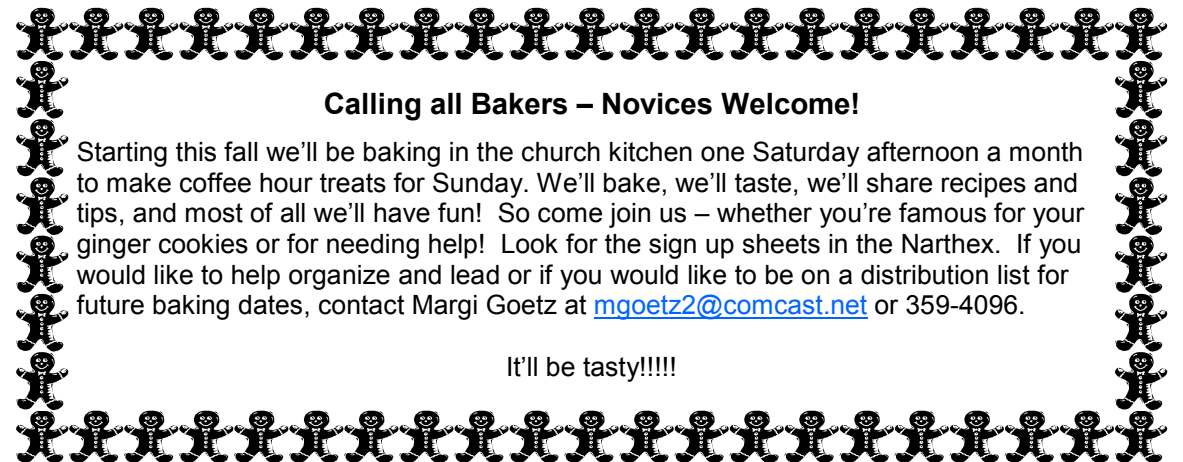 Calling all Bakers – Novices Welcome!
Starting this fall we’ll be baking in the church kitchen one Saturday afternoon a month
to make coffee hour treats for Sunday. We’ll bake, we’ll taste, we’ll share recipes and
tips, and most of all we’ll have fun!  So come join us – whether you’re famous for your
ginger cookies or for needing help!  Look for the sign up sheets in the Narthex.  If you
would like to help organize and lead or if you would like to be on a distribution list for
future baking dates, contact Margi Goetz at mgoetz2@comcast.net or 359-4096.
It’ll be tasty!!!!!